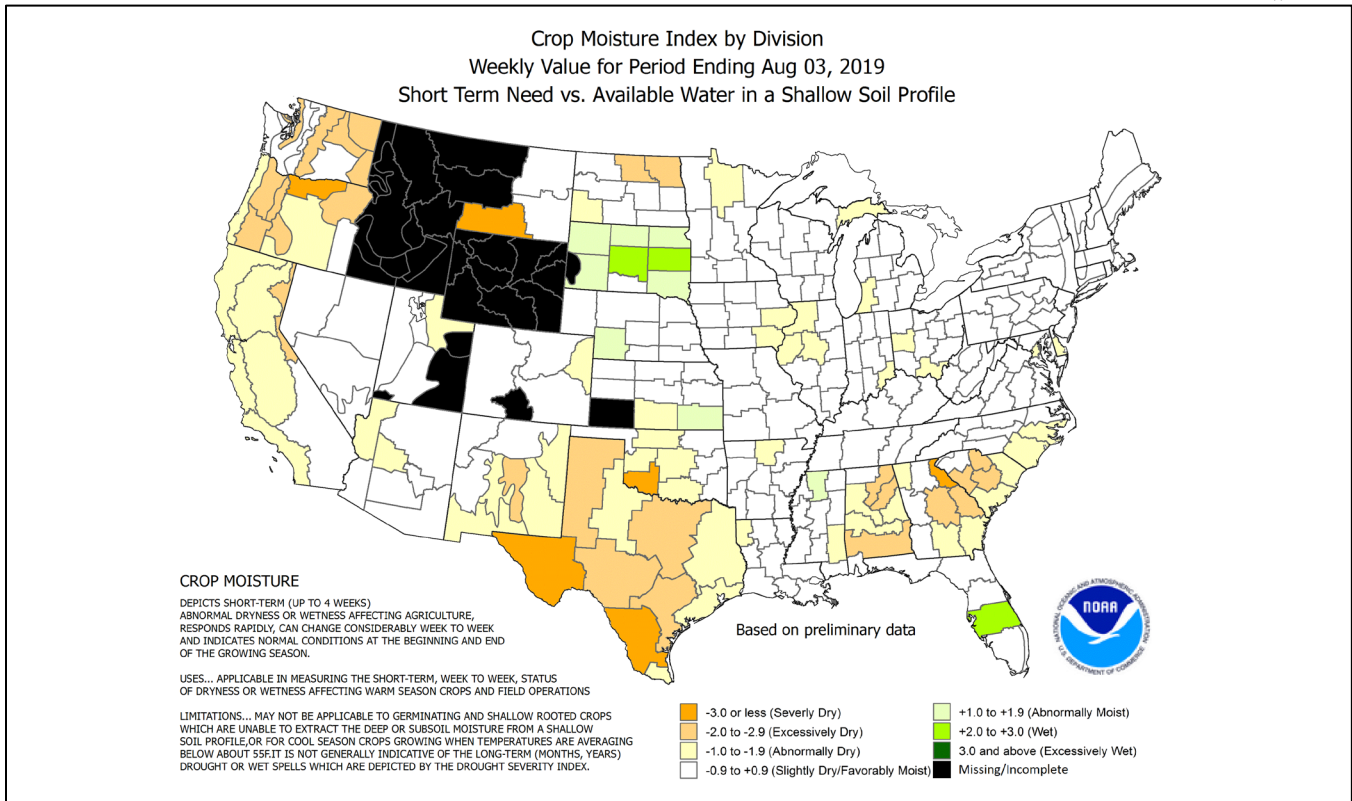 Crop Moisture Index by Division
Weekly Value for Period Ending Aug 03, 2019
Short Term Need vs. Available Water in a Shallow Soil Profile
CROP MOISTURE
DEPICTS SHORT-TERM (UP TO 4 WEEKS)
ABNORMAL DRYNESS OR WETNESS AFFECTING AGRICULTURE,
RESPONDS RAPIDLY, CAN CHANGE CONSIDERABLY WEEK TO WEEK
AND INDICATES NORMAL CONDITIONS AT THE BEGINNING AND END
OF THE GROWING SEASON.
USES... APPLICABLE IN MEASURING THE SHORT-TERM, WEEK TO WEEK, STATUS
OF DRYNESS OR WETNESS AFFECTING WARM SEASON CROPS AND FIELD OPERATIONS
LIMITATIONS... MAY NOT BE APPLICABLE TO GERMINATING AND SHALLOW ROOTED CROPS
WHICH ARE UNABLE TO EXTRACT THE DEEP OR SUBSOIL MOISTURE FROM A SHALLOW
SOIL PROFILE,OR FOR COOL SEASON CROPS GROWING WHEN TEMPERATURES ARE AVERAGING
BELOW ABOUT 55F.IT IS NOT GENERALLY INDICATIVE OF THE LONG-TERM (MONTHS, YEARS)
DROUGHT OR WET SPELLS WHICH ARE DEPICTED BY THE DROUGHT SEVERITY INDEX.
Based on preliminary data
NATIONAL OCEANIC AND ATMOSPHERIC ADMINISTRATION
NOAA
U.S. DEPARTMENT OF COMMERCE
-3.0 or less (Severly Dry)
-2.0 to -2.9 (Excessively Dry)
-1.0 to -1.9 (Abnormally Dry)
-0.9 to +0.9 (Slightly Dry/Favorably Moist)
+1.0 to +1.9 (Abnormally Moist)
+2.0 to +3.0 (Wet)
3.0 and above (Excessively Wet)
Missing/Incomplete